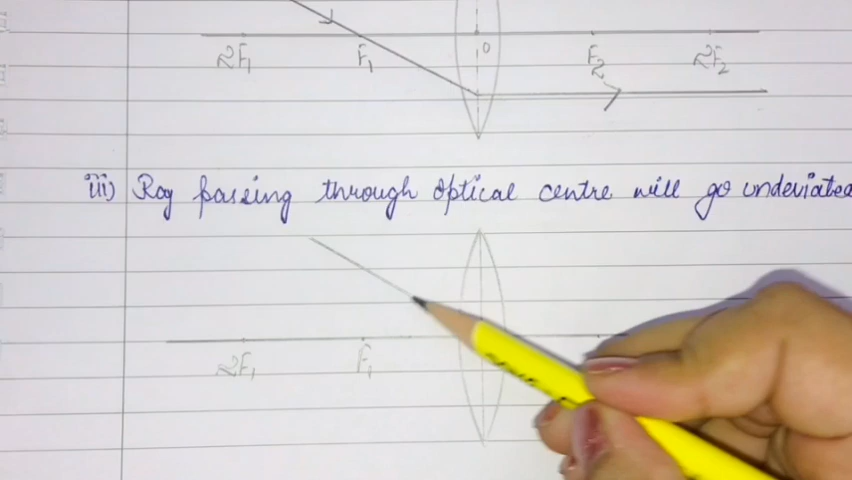 2F₁ F₁ O F₂ 2F₂
iii) Ray passing through optical centre will go undeviated
2F₁ F₁